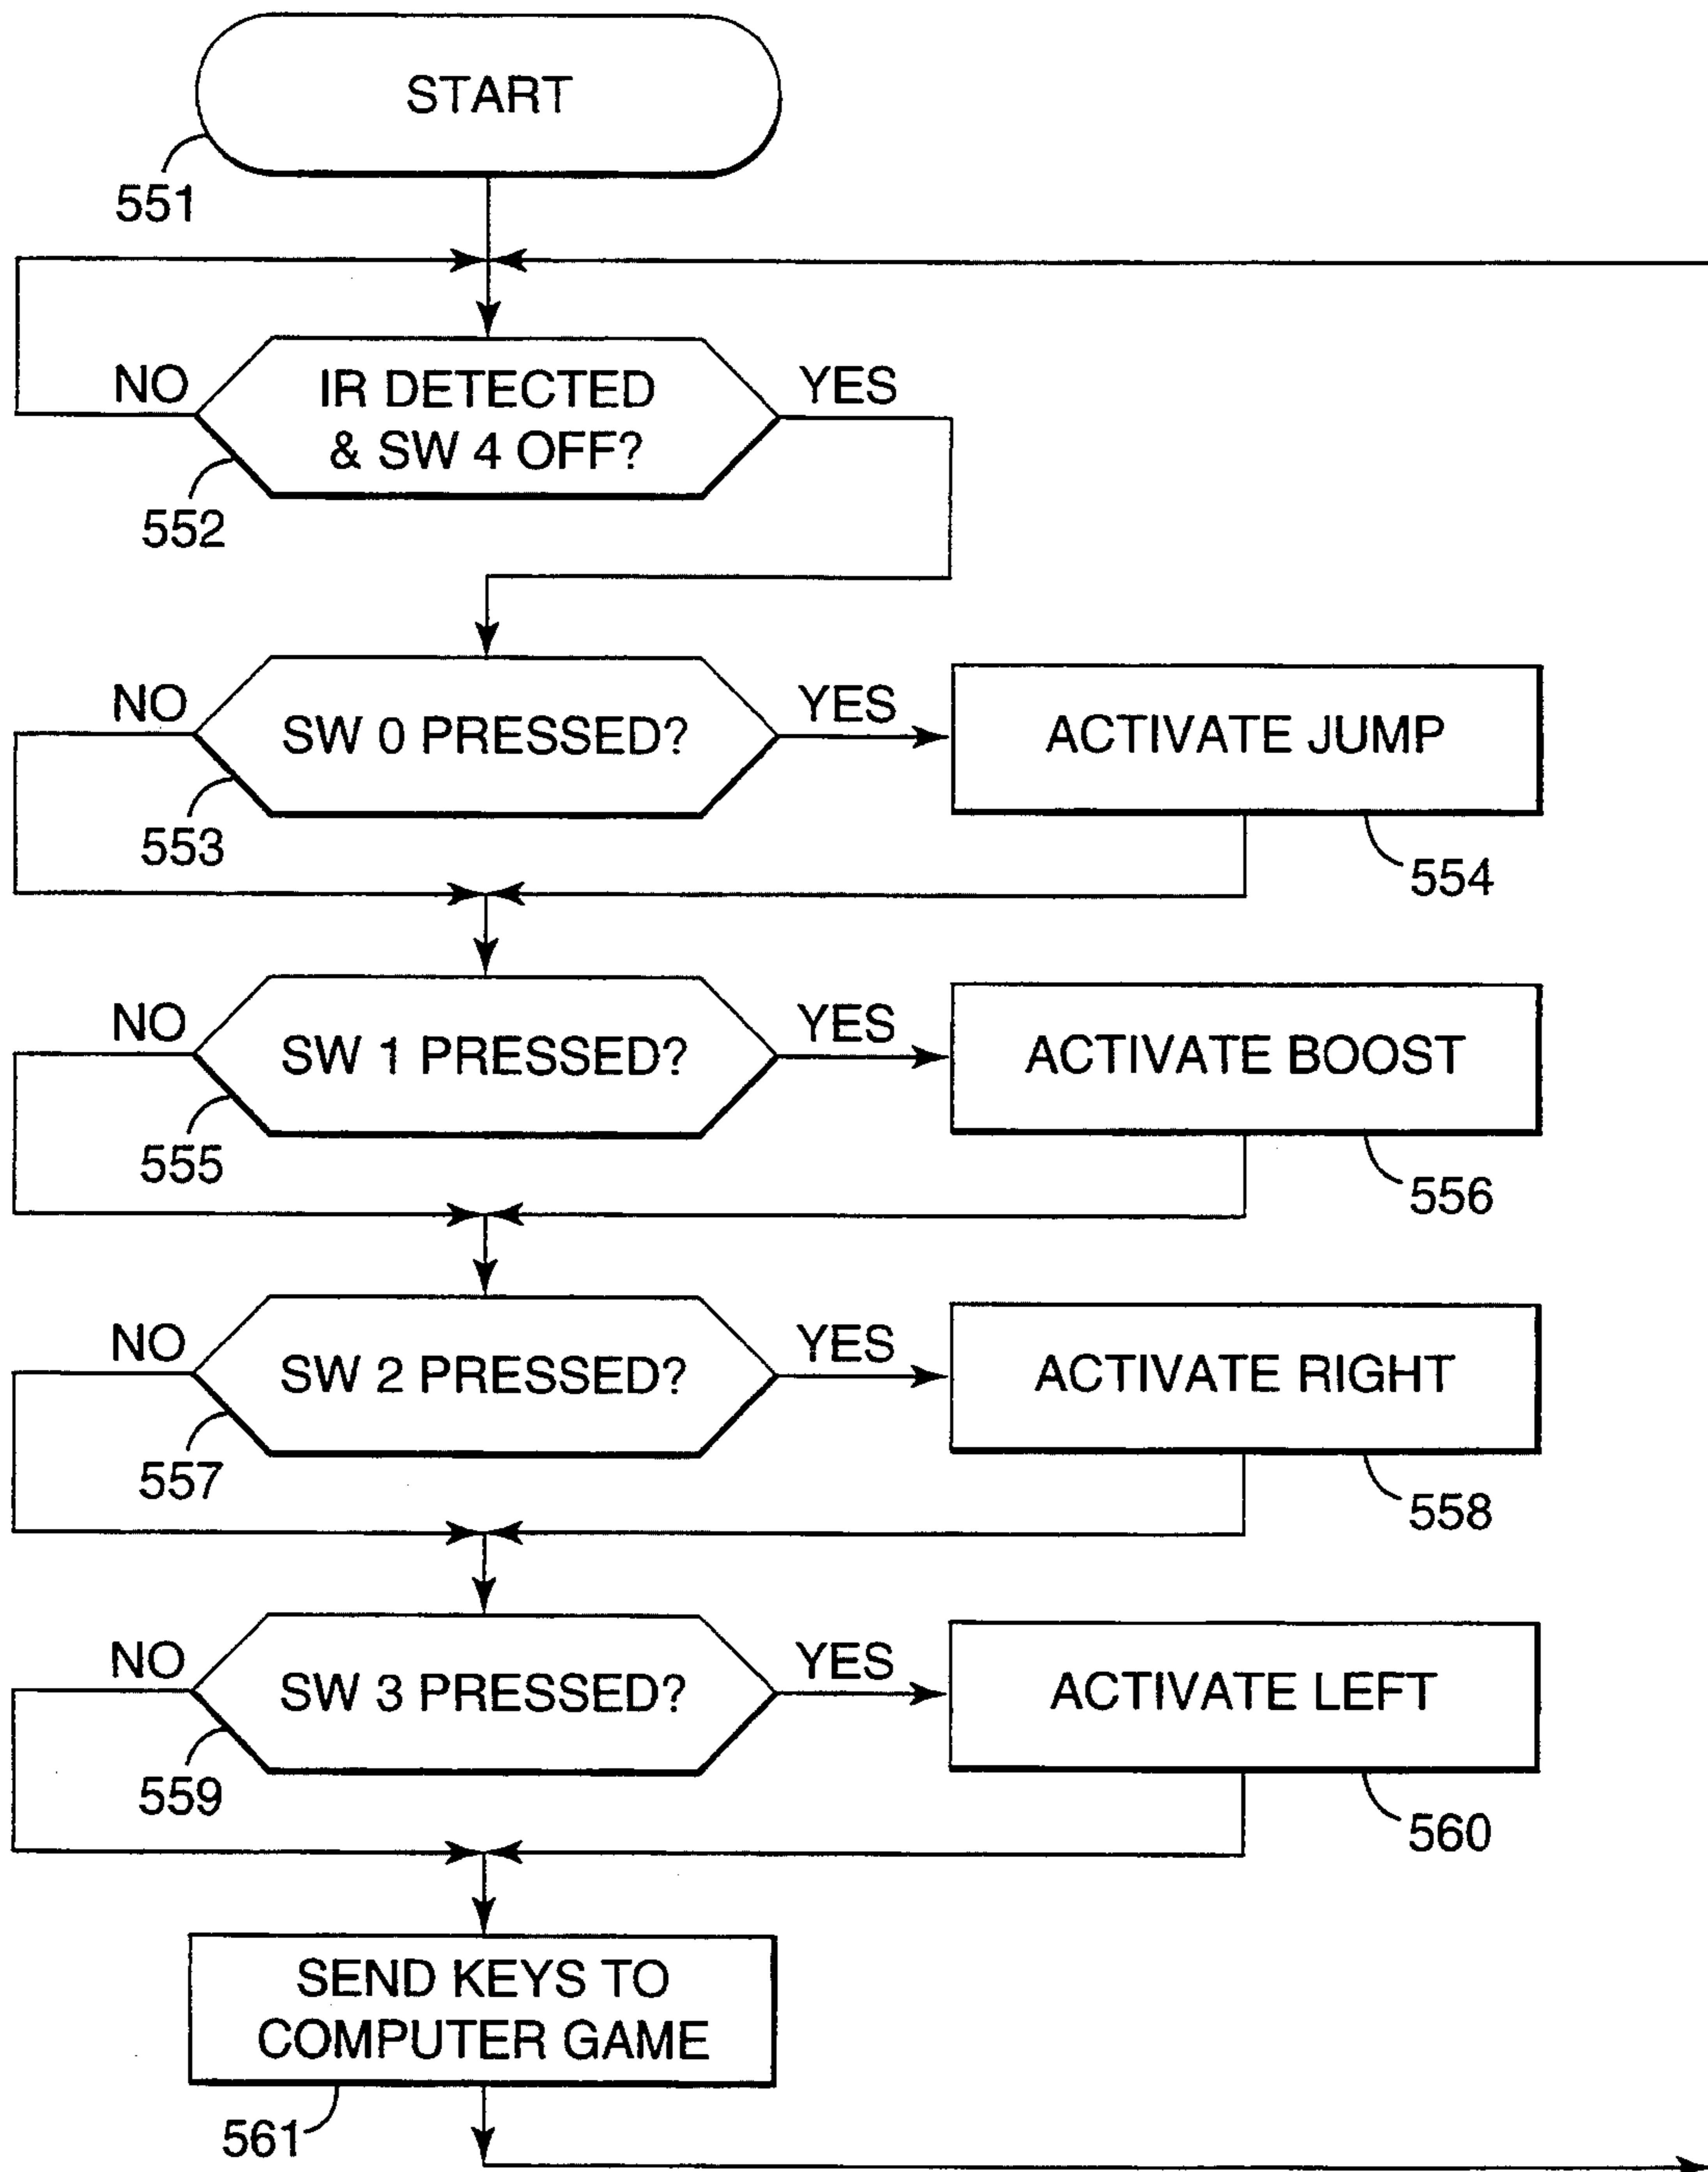 START
551
NO
IR DETECTED
& SW 4 OFF?
YES
552
NO
SW 0 PRESSED?
YES
ACTIVATE JUMP
553
554
NO
SW 1 PRESSED?
YES
ACTIVATE BOOST
555
556
NO
SW 2 PRESSED?
YES
ACTIVATE RIGHT
557
558
NO
SW 3 PRESSED?
YES
ACTIVATE LEFT
559
560
SEND KEYS TO
COMPUTER GAME
561